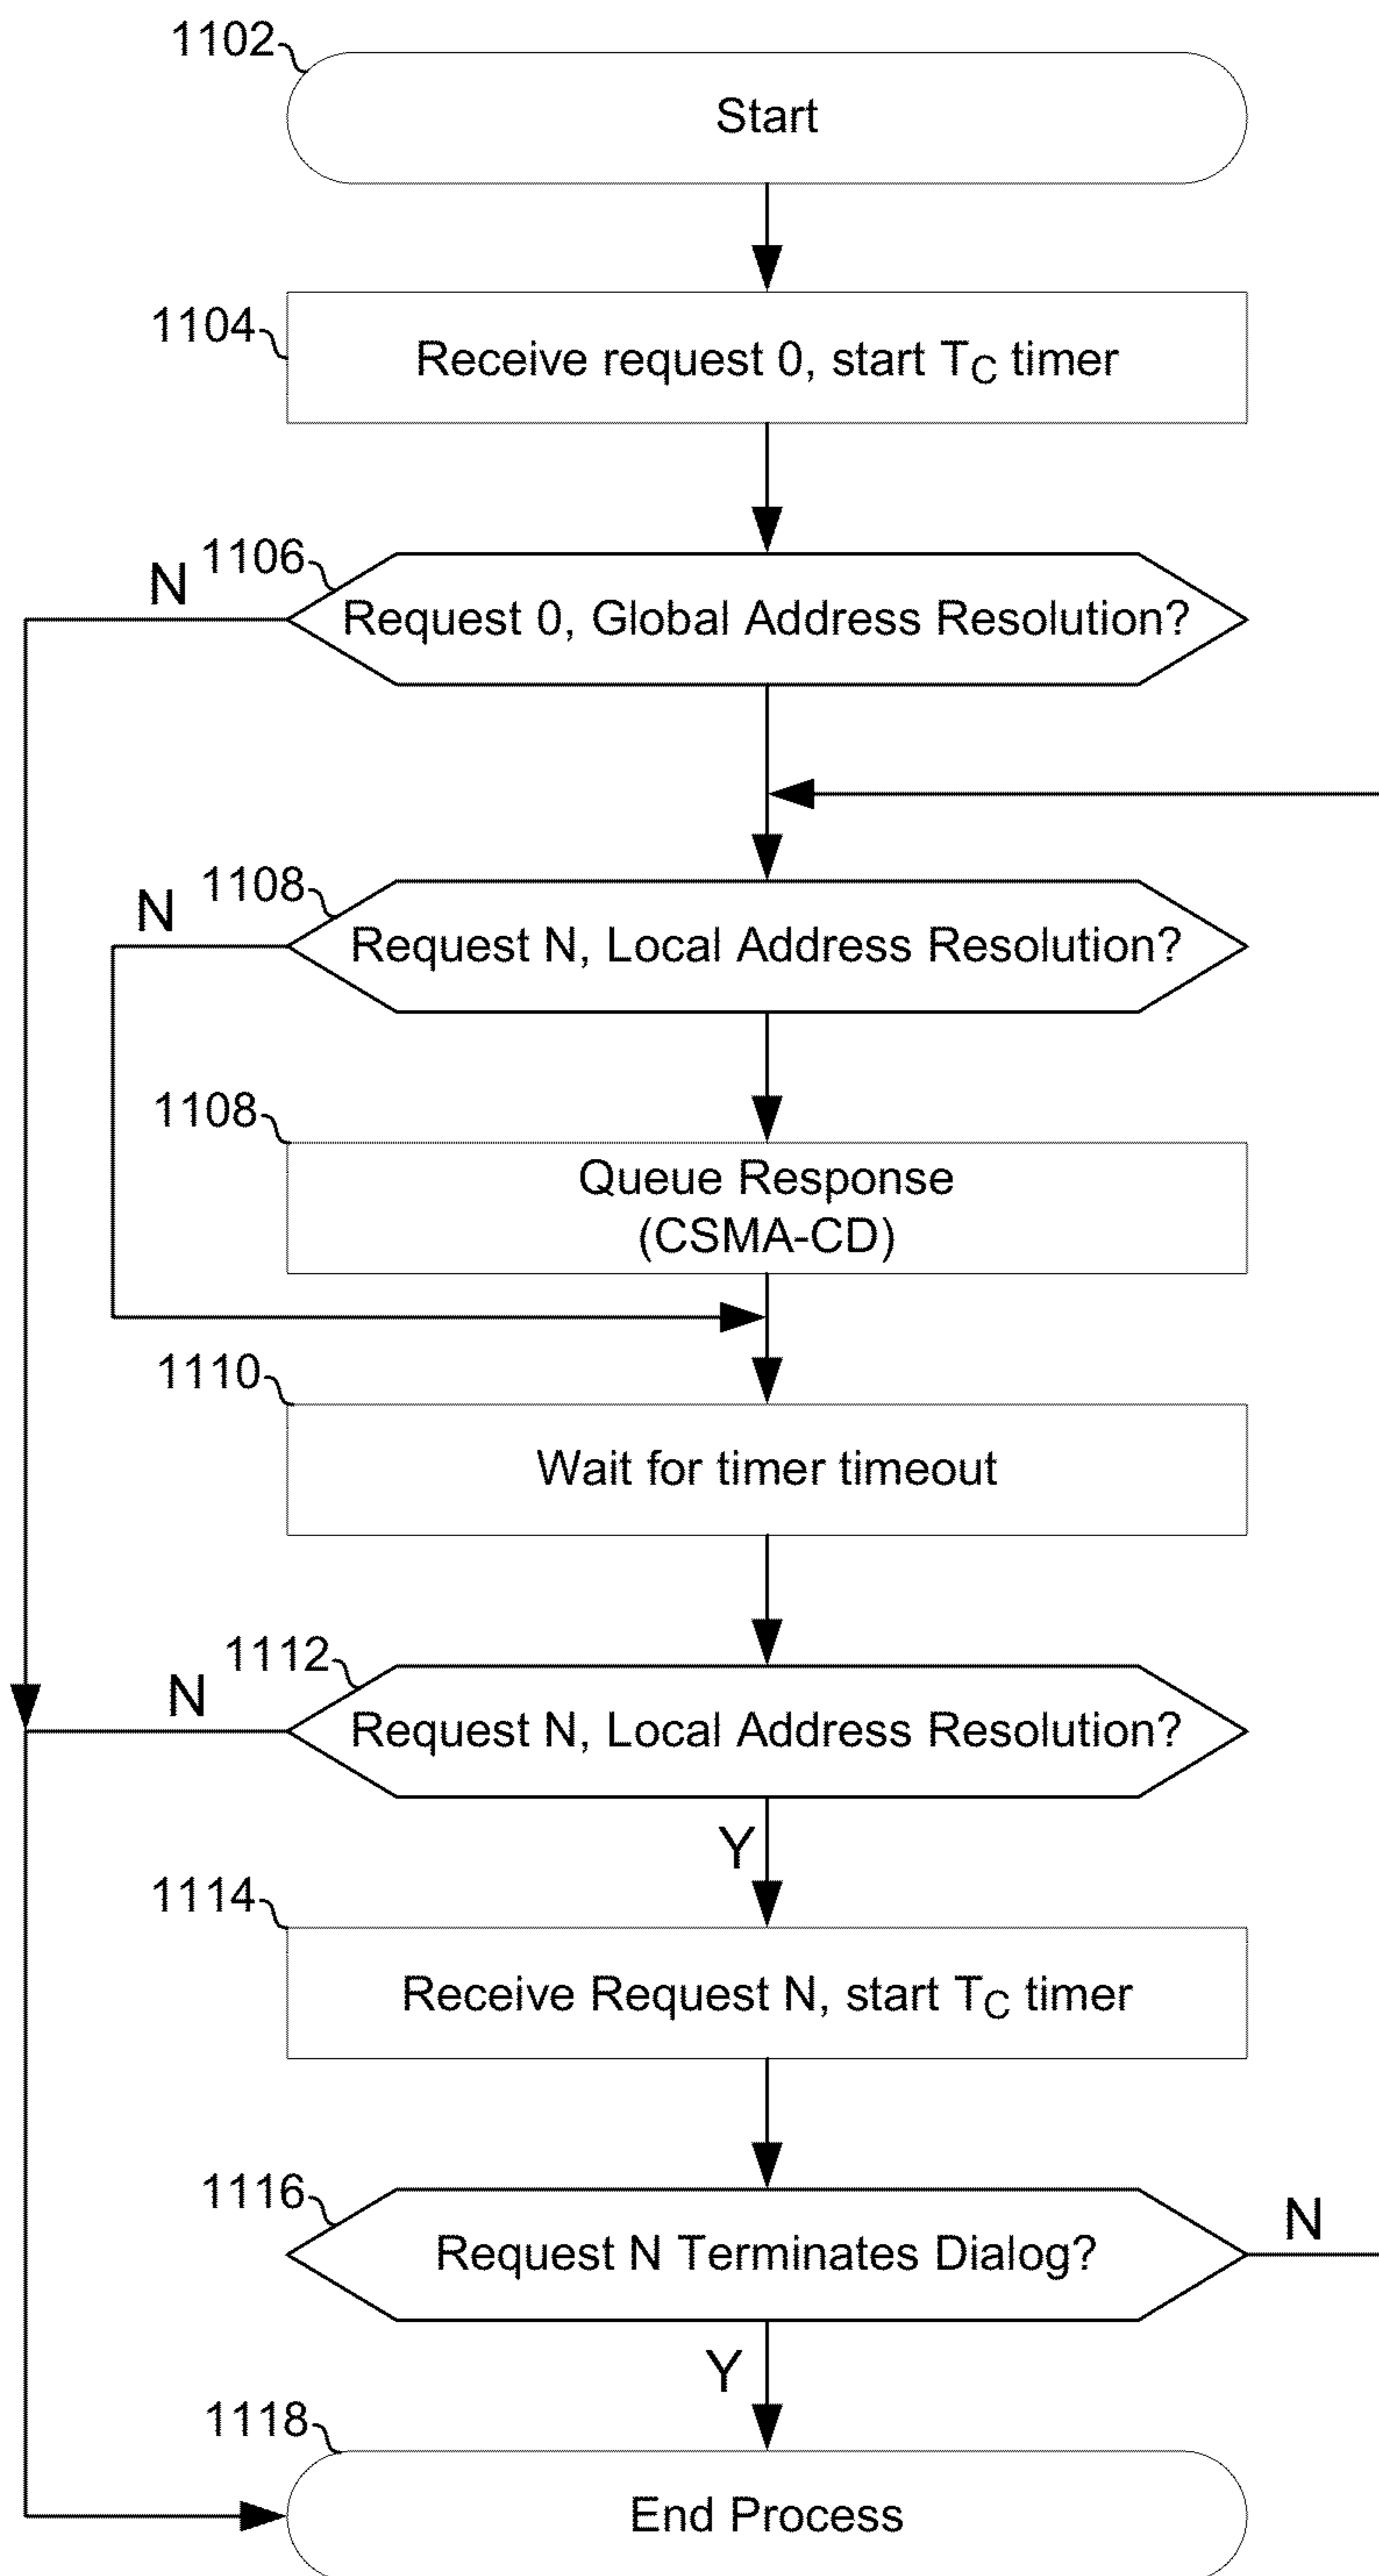 1102
Start
1104
Receive request 0, start TC timer
1106
N
Request 0, Global Address Resolution?
1108
N
Request N, Local Address Resolution?
1108
Queue Response
(CSMA-CD)
1110
Wait for timer timeout
1112
N
Request N, Local Address Resolution?
Y
1114
Receive Request N, start TC timer
1116
N
Request N Terminates Dialog?
Y
1118
End Process